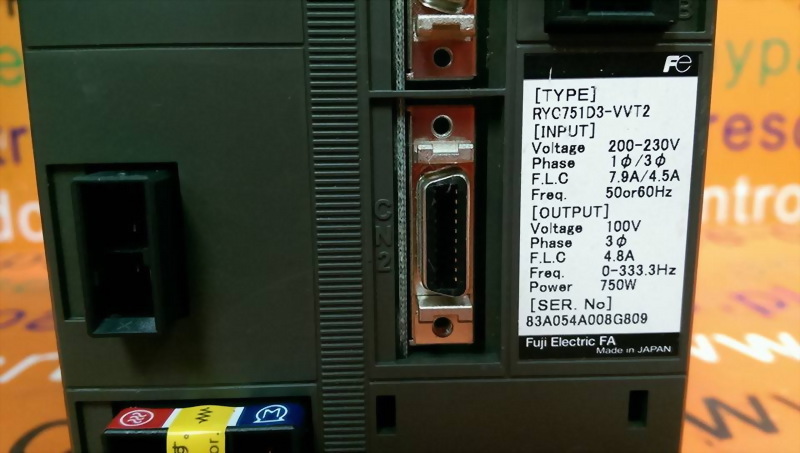 Fe
[TYPE]
RYC751D3-VVT2
[INPUT]
Voltage 200-230V
Phase 1ϕ/3ϕ
F.L.C 7.9A/4.5A
Freq. 50or60Hz
[OUTPUT]
Voltage 100V
Phase 3ϕ
F.L.C 4.8A
Freq. 0-333.3Hz
Power 750W
[SER. No]
83A054A008G809
Fuji Electric FA
Made in JAPAN
CN2
B
M
す。
or.